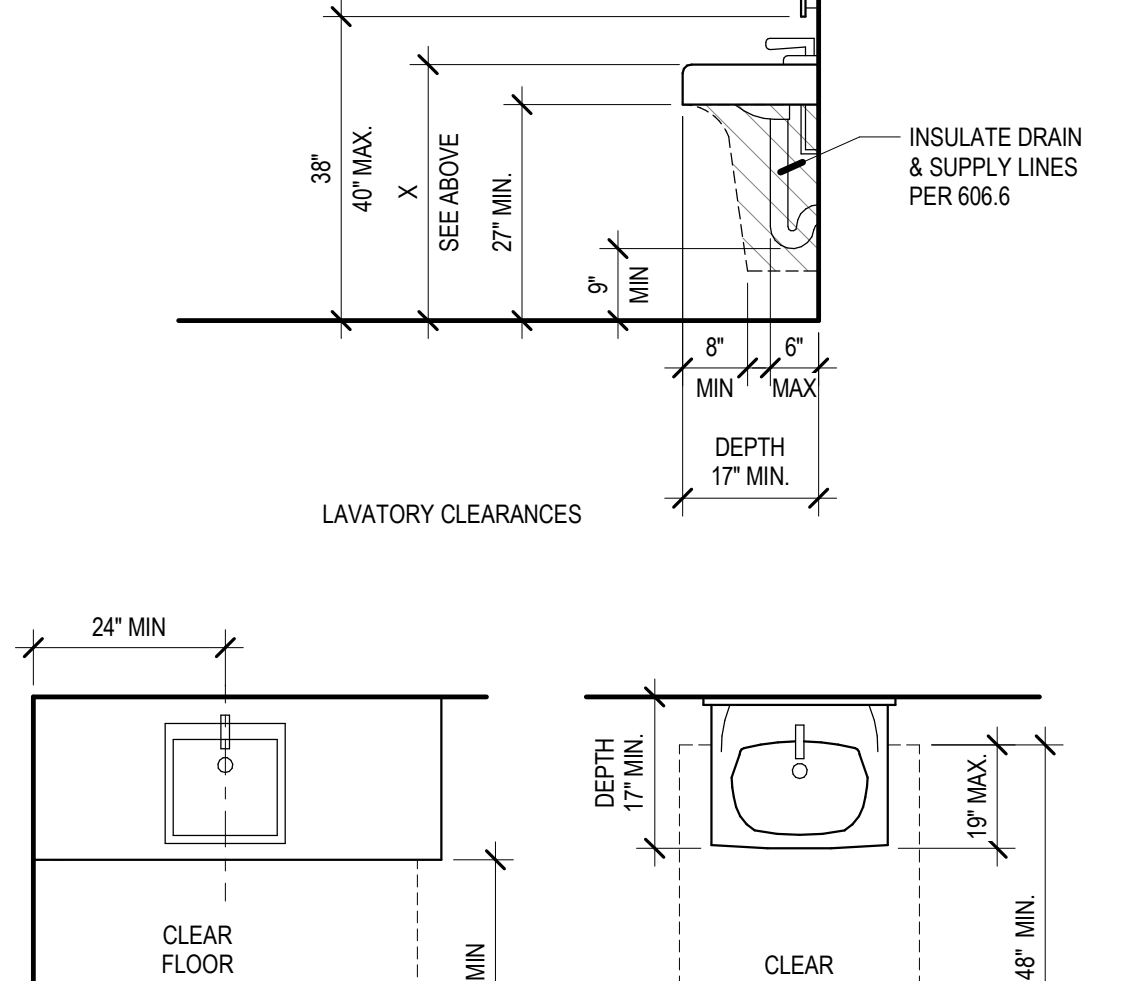 38"
40" MAX.
X
SEE ABOVE
27" MIN.
9"
MIN
INSULATE DRAIN
& SUPPLY LINES
PER 606.6
8"
MIN
6"
MAX
DEPTH
17" MIN.
LAVATORY CLEARANCES
24" MIN
CLEAR
FLOOR
MIN
DEPTH
17" MIN.
19" MAX.
48" MIN.
CLEAR